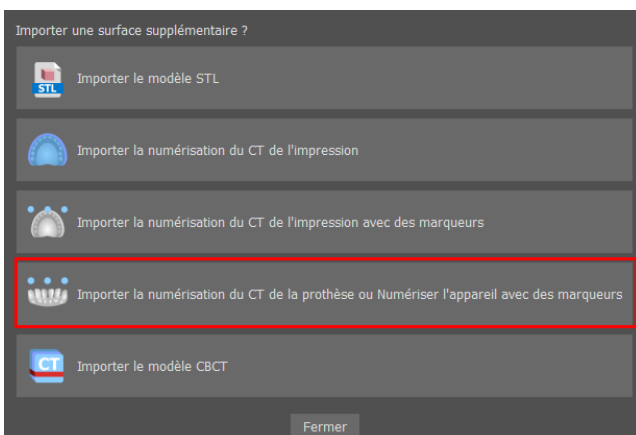 Importer une surface supplémentaire ?
STL
Importer le modèle STL
Importer la numérisation du CT de l'impression
Importer la numérisation du CT de l'impression avec des marqueurs
Importer la numérisation du CT de la prothèse ou Numériser l'appareil avec des marqueurs
CT
Importer le modèle CBCT
Fermer